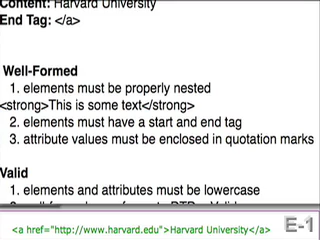 Content: Harvard University
End Tag: </a>
Well-Formed
1. elements must be properly nested
<strong>This is some text</strong>
2. elements must have a start and end tag
3. attribute values must be enclosed in quotation marks
Valid
1. elements and attributes must be lowercase
<a href="http://www.harvard.edu">Harvard University</a>
E-1